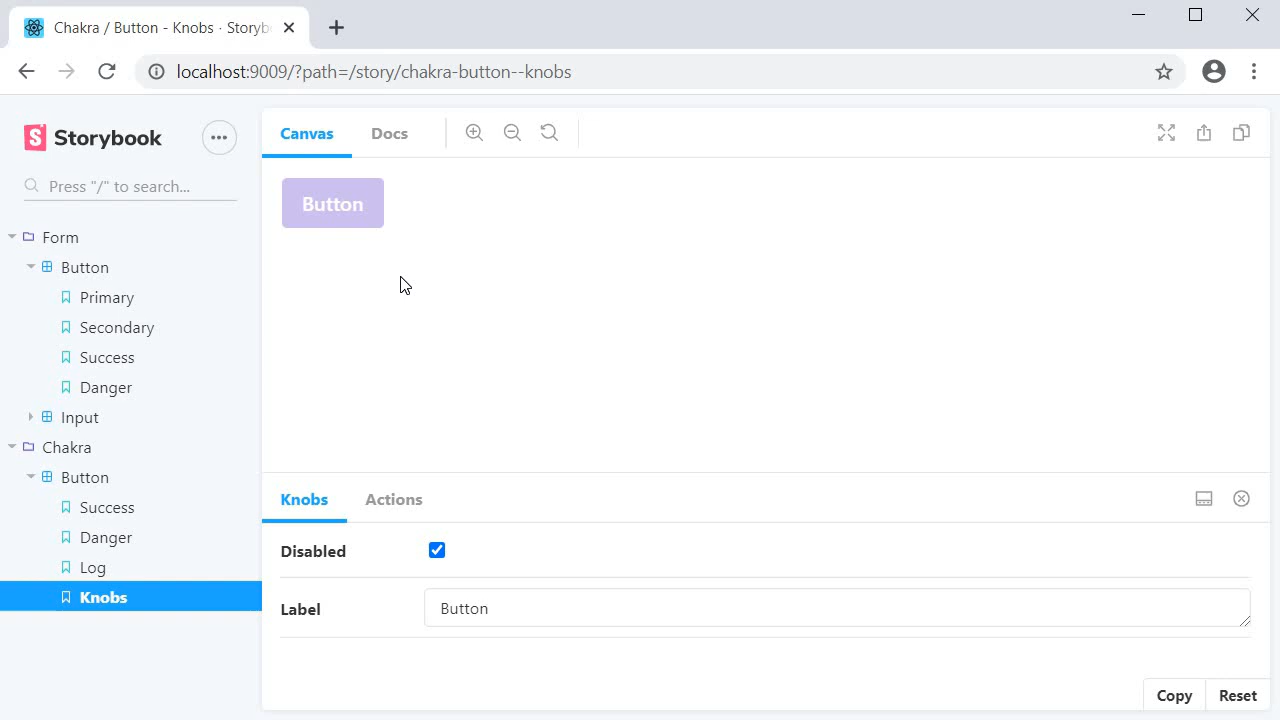 Chakra / Button - Knobs · Storyb
localhost:9009/?path=/story/chakra-button--knobs
Storybook
Press "/" to search...
Form
Button
Primary
Secondary
Success
Danger
Input
Chakra
Button
Success
Danger
Log
Knobs
Canvas
Docs
Button
Knobs
Actions
Disabled
Label
Button
Copy
Reset